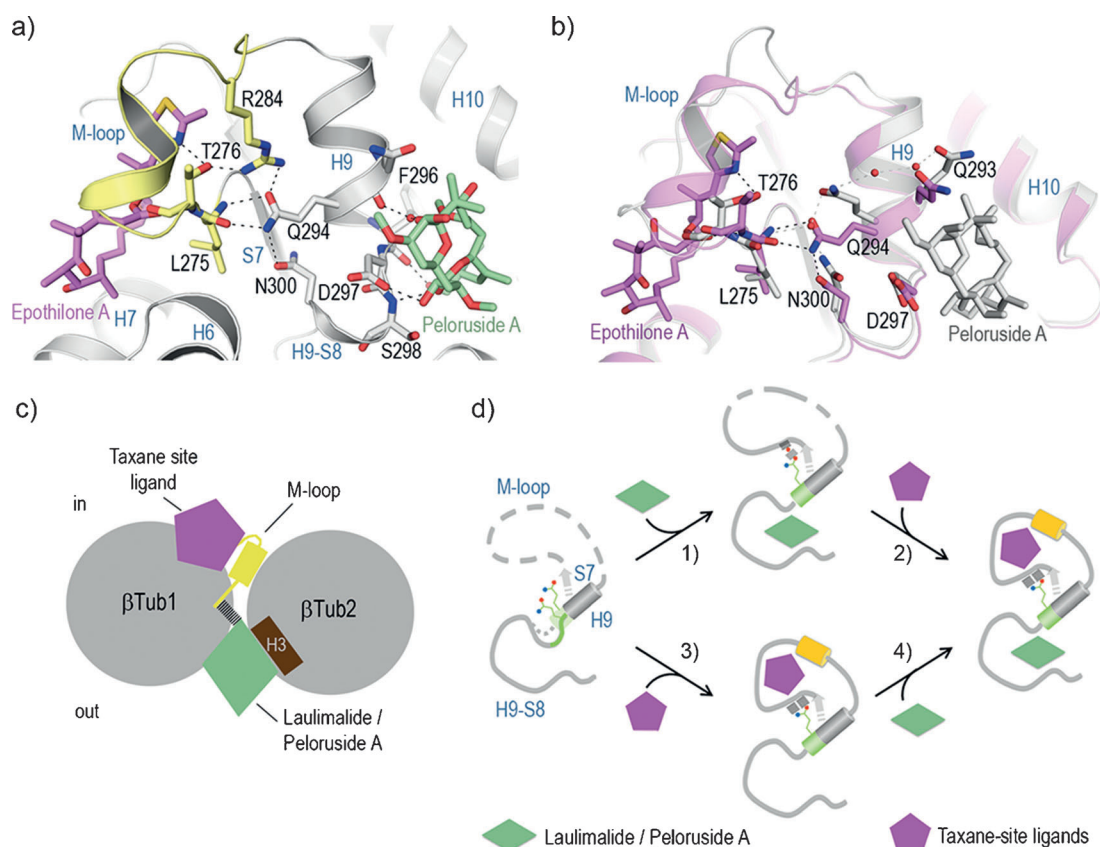 a)
R284
H10
M-loop
T276
H9
F296
Q294
S7
L275
N300
D297
Epothilone A
Peloruside A
H7
H6
H9-S8
S298
b)
M-loop
H9
T276
Q293
H10
Q294
L275
N300
D297
Epothilone A
Peloruside A
c)
Taxane site
ligand
M-loop
in
βTub1
βTub2
H3
out
Laulimalide /
Peloruside A
d)
M-loop
1)
2)
S7
H9
3)
4)
H9-S8
Laulimalide / Peloruside A
Taxane-site ligands